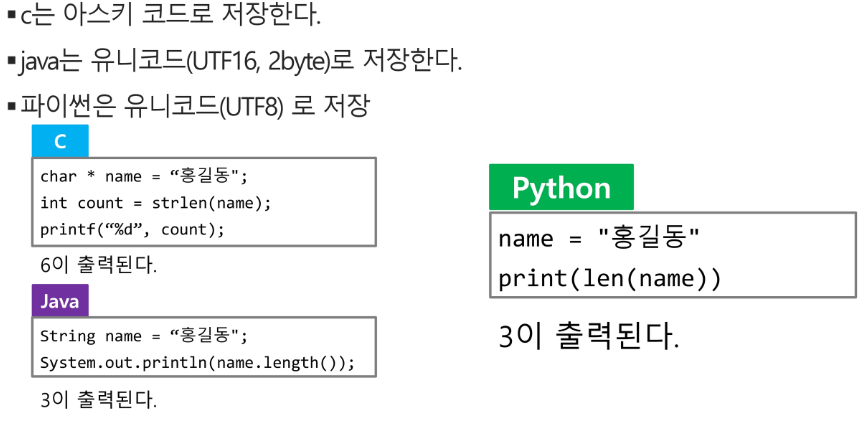 ▪c는 아스키 코드로 저장한다.
▪java는 유니코드(UTF16, 2byte)로 저장한다.
▪파이썬은 유니코드(UTF8) 로 저장
C
char * name = “홍길동";
int count = strlen(name);
printf(“%d”, count);
6이 출력된다.
Java
String name = “홍길동";
System.out.println(name.length());
3이 출력된다.
Python
name = "홍길동"
print(len(name))
3이 출력된다.